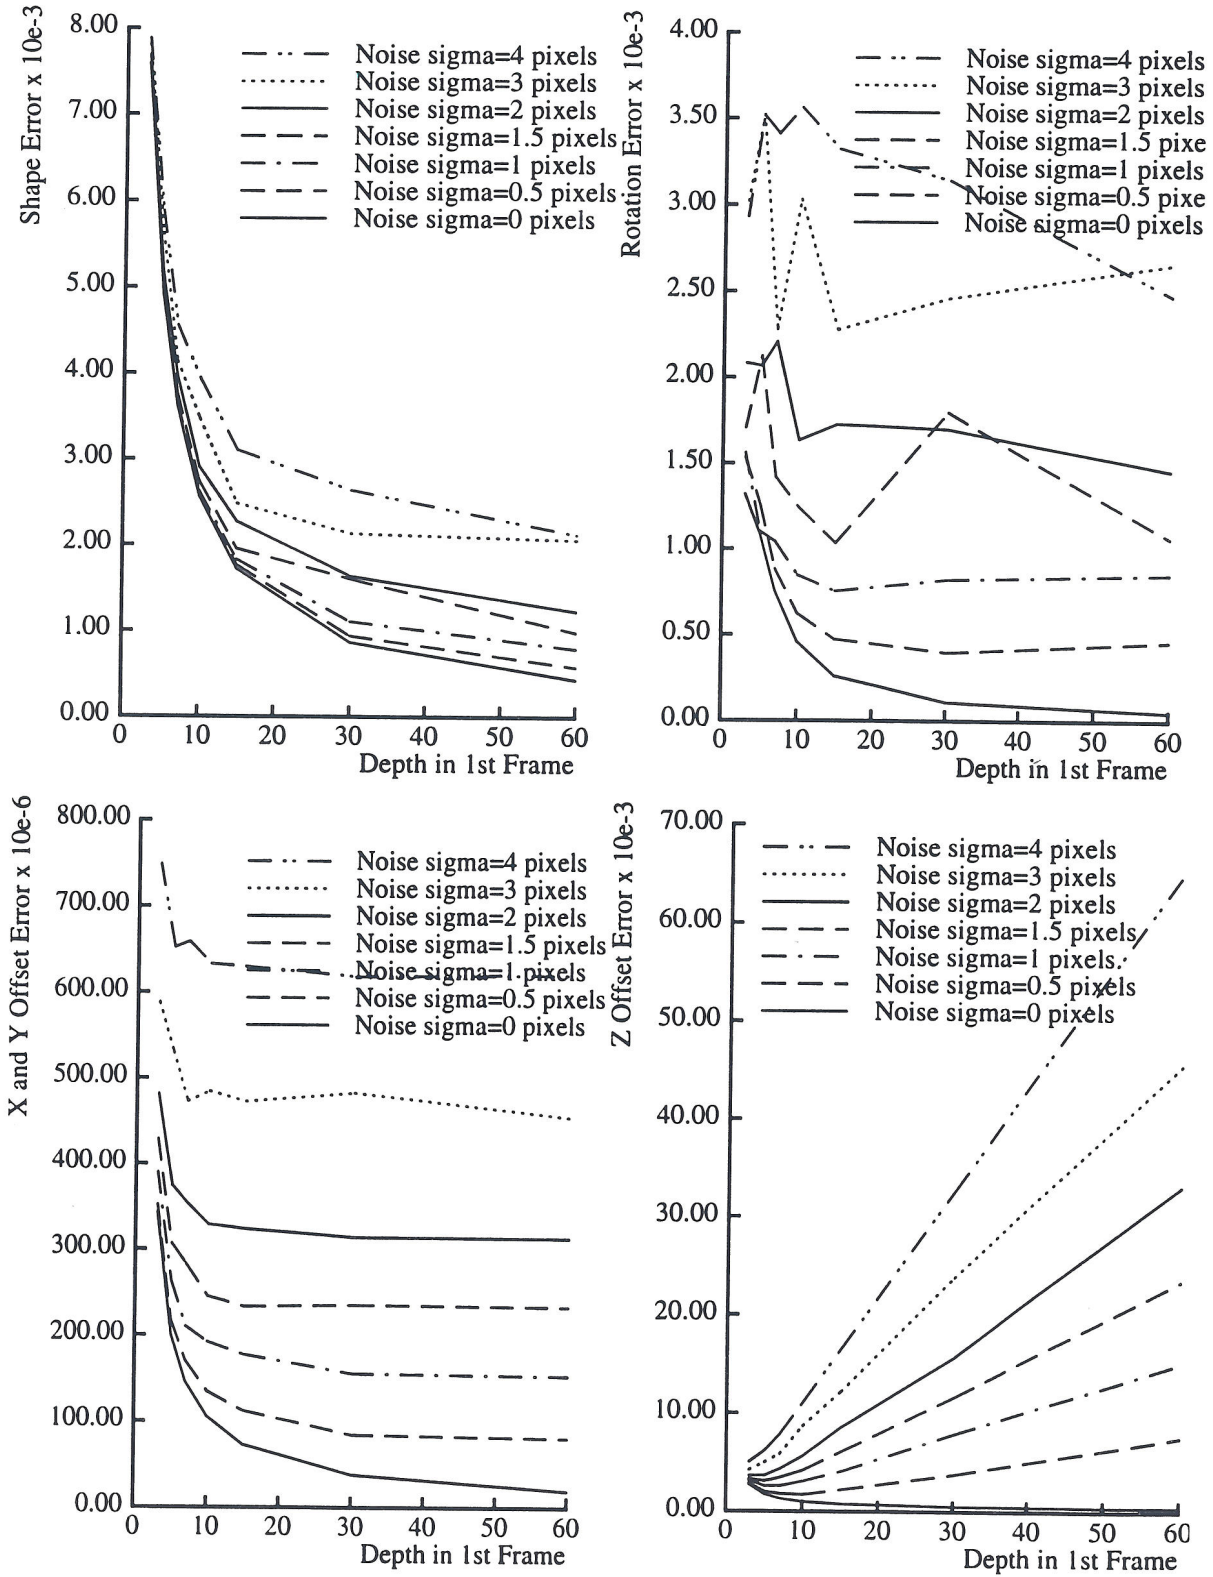 Shape Error x 10e-3
8.00
7.00
6.00
5.00
4.00
3.00
2.00
1.00
0.00
Noise sigma=4 pixels
Noise sigma=3 pixels
Noise sigma=2 pixels
Noise sigma=1.5 pixels
Noise sigma=1 pixels
Noise sigma=0.5 pixels
Noise sigma=0 pixels
0 10 20 30 40 50 60
Depth in 1st Frame
Rotation Error x 10e-3
4.00
3.50
3.00
2.50
2.00
1.50
1.00
0.50
0.00
Noise sigma=4 pixels
Noise sigma=3 pixels
Noise sigma=2 pixels
Noise sigma=1.5 pixe
Noise sigma=1 pixels
Noise sigma=0.5 pixe
Noise sigma=0 pixels
0 10 20 30 40 50 60
Depth in 1st Frame
X and Y Offset Error x 10e-6
800.00
700.00
600.00
500.00
400.00
300.00
200.00
100.00
0.00
Noise sigma=4 pixels
Noise sigma=3 pixels
Noise sigma=2 pixels
Noise sigma=1.5 pixels
Noise sigma=1 pixels
Noise sigma=0.5 pixels
Noise sigma=0 pixels
0 10 20 30 40 50 60
Depth in 1st Frame
Z Offset Error x 10e-3
70.00
60.00
50.00
40.00
30.00
20.00
10.00
0.00
Noise sigma=4 pixels
Noise sigma=3 pixels
Noise sigma=2 pixels
Noise sigma=1.5 pixels
Noise sigma=1 pixels
Noise sigma=0.5 pixels
Noise sigma=0 pixels
0 10 20 30 40 50 60
Depth in 1st Frame